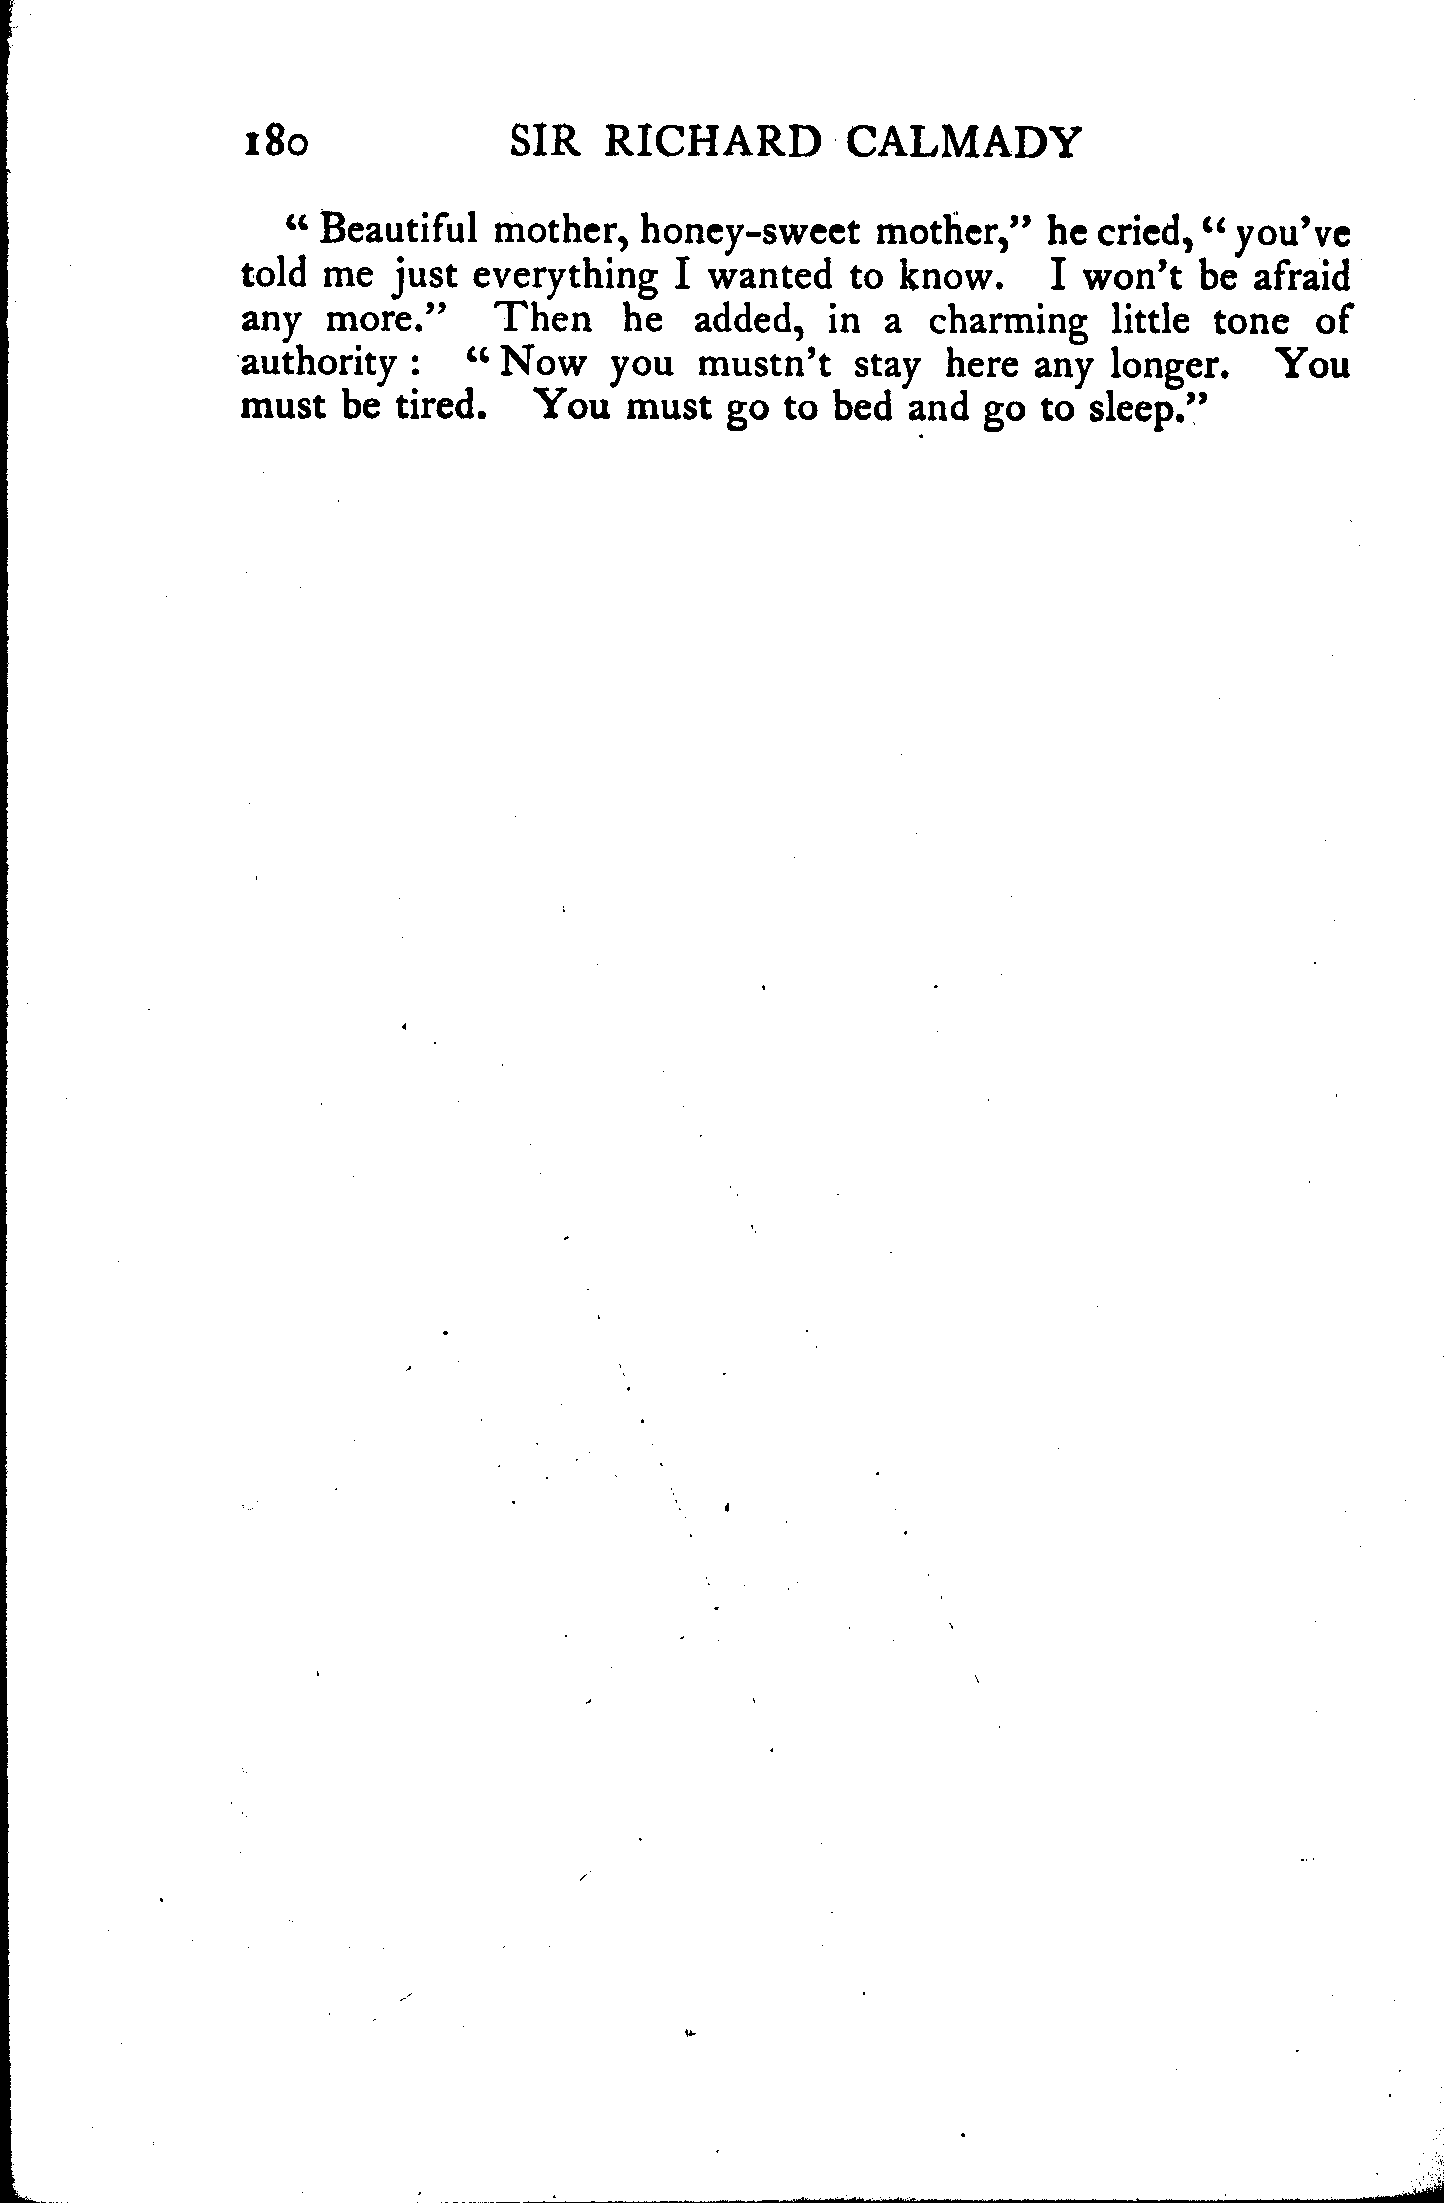 180 SIR RICHARD CALMADY
“ Beautiful mother, honey-sweet mother,” he cried, “ you’ve
told me just everything I wanted to know. I won’t be afraid
any more.” Then he added, in a charming little tone of
authority : “ Now you mustn’t stay here any longer. You
must be tired. You must go to bed and go to sleep.”